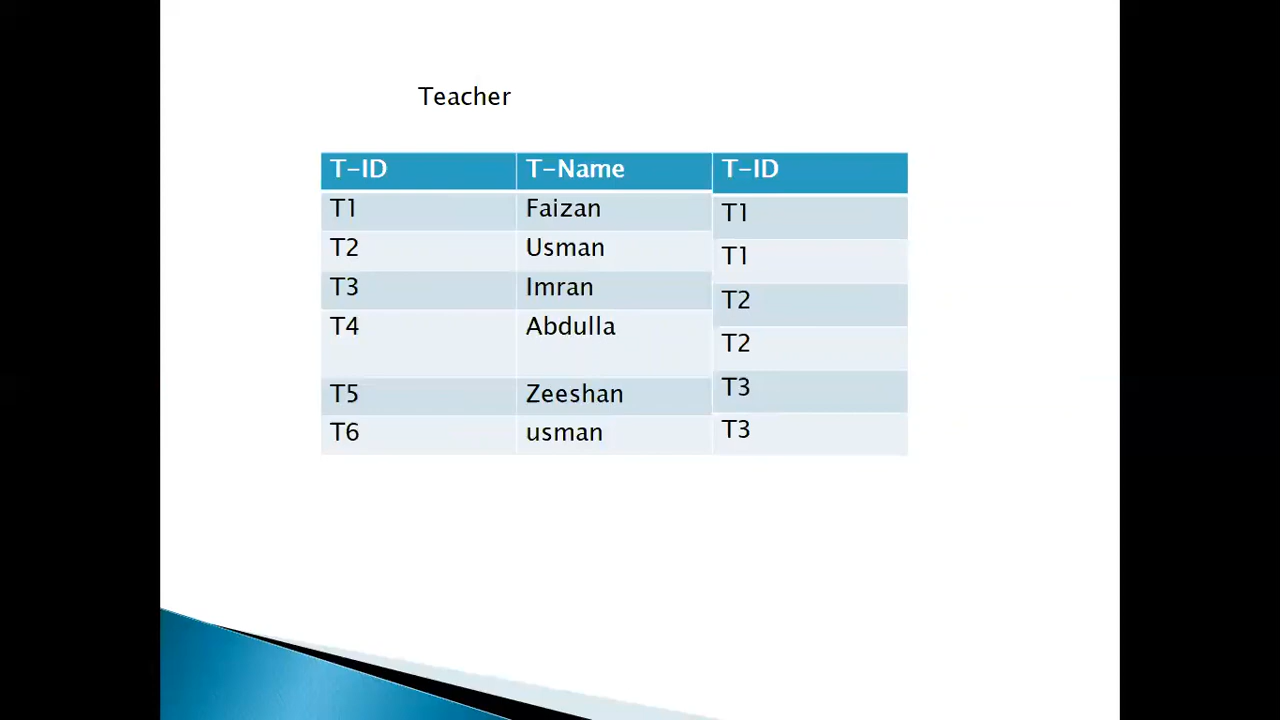 Teacher
T-ID T-Name T-ID
T1 Faizan T1
T2 Usman T1
T3 Imran T2
T4 Abdulla T2
T5 Zeeshan T3
T6 usman T3